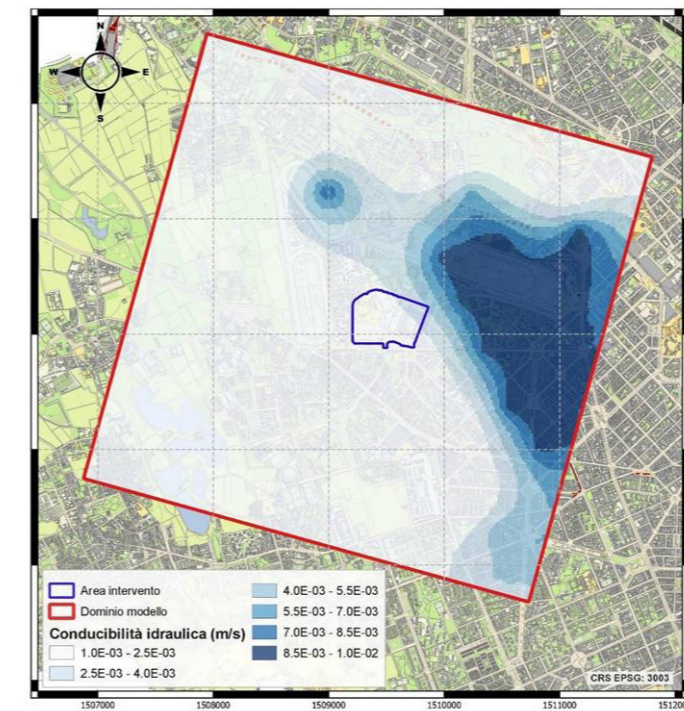 N
W E
S
Area intervento
Dominio modello
Conducibilità idraulica (m/s)
1.0E-03 - 2.5E-03
2.5E-03 - 4.0E-03
4.0E-03 - 5.5E-03
5.5E-03 - 7.0E-03
7.0E-03 - 8.5E-03
8.5E-03 - 1.0E-02
CRS EPSG: 3003
1507000 1508000 1509000 1510000 1511000